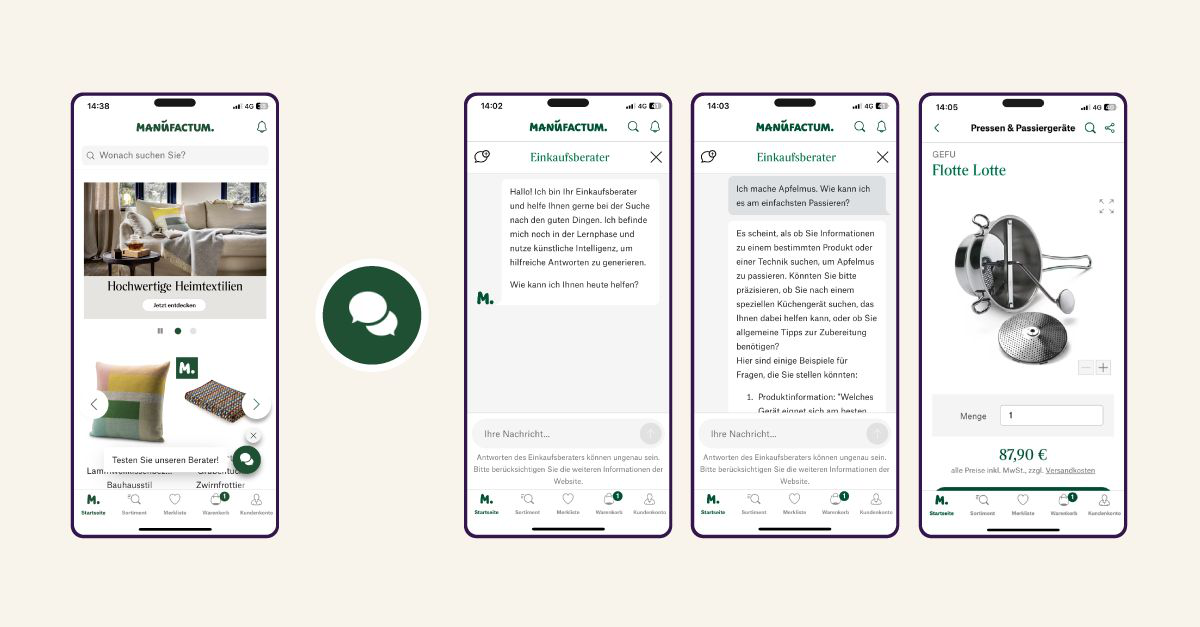 14:38
4G
MANUFACTUM.
Wonach suchen Sie?
Hochwertige Heimtextilien
Jetzt entdecken
M.
Testen Sie unseren Berater!
Bauhausstil
Zwirnfrottier
M.
1
Startseite
Sortiment
Merkliste
Warenkorb
Kundenkonto
14:02
4G
MANUFACTUM.
Einkaufsberater
Hallo! Ich bin Ihr Einkaufsberater
und helfe Ihnen gerne bei der Suche
nach den guten Dingen. Ich befinde
mich noch in der Lernphase und
nutze künstliche Intelligenz, um
hilfreiche Antworten zu generieren.
Wie kann ich Ihnen heute helfen?
M.
Ihre Nachricht...
Antworten des Einkaufsberaters können ungenau sein.
Bitte berücksichtigen Sie die weiteren Informationen der
Website.
M.
1
Startseite
Sortiment
Merkliste
Warenkorb
Kundenkonto
14:03
4G
MANUFACTUM.
Einkaufsberater
Ich mache Apfelmus. Wie kann ich
es am einfachsten Passieren?
Es scheint, als ob Sie Informationen
zu einem bestimmten Produkt oder
einer Technik suchen, um Apfelmus
zu passieren. Könnten Sie bitte
präzisieren, ob Sie nach einem
speziellen Küchengerät suchen, das
Ihnen dabei helfen kann, oder ob Sie
allgemeine Tipps zur Zubereitung
benötigen?
Hier sind einige Beispiele für
Fragen, die Sie stellen könnten:
1. Produktinformation: "Welches
Gerät eignet sich am besten
Ihre Nachricht...
Antworten des Einkaufsberaters können ungenau sein.
Bitte berücksichtigen Sie die weiteren Informationen der
Website.
M.
1
Startseite
Sortiment
Merkliste
Warenkorb
Kundenkonto
14:05
4G
Pressen & Passiergeräte
GEFU
Flotte Lotte
Menge
1
87,90 €
alle Preise inkl. MwSt., zzgl. Versandkosten
M.
1
Startseite
Sortiment
Merkliste
Warenkorb
Kundenkonto